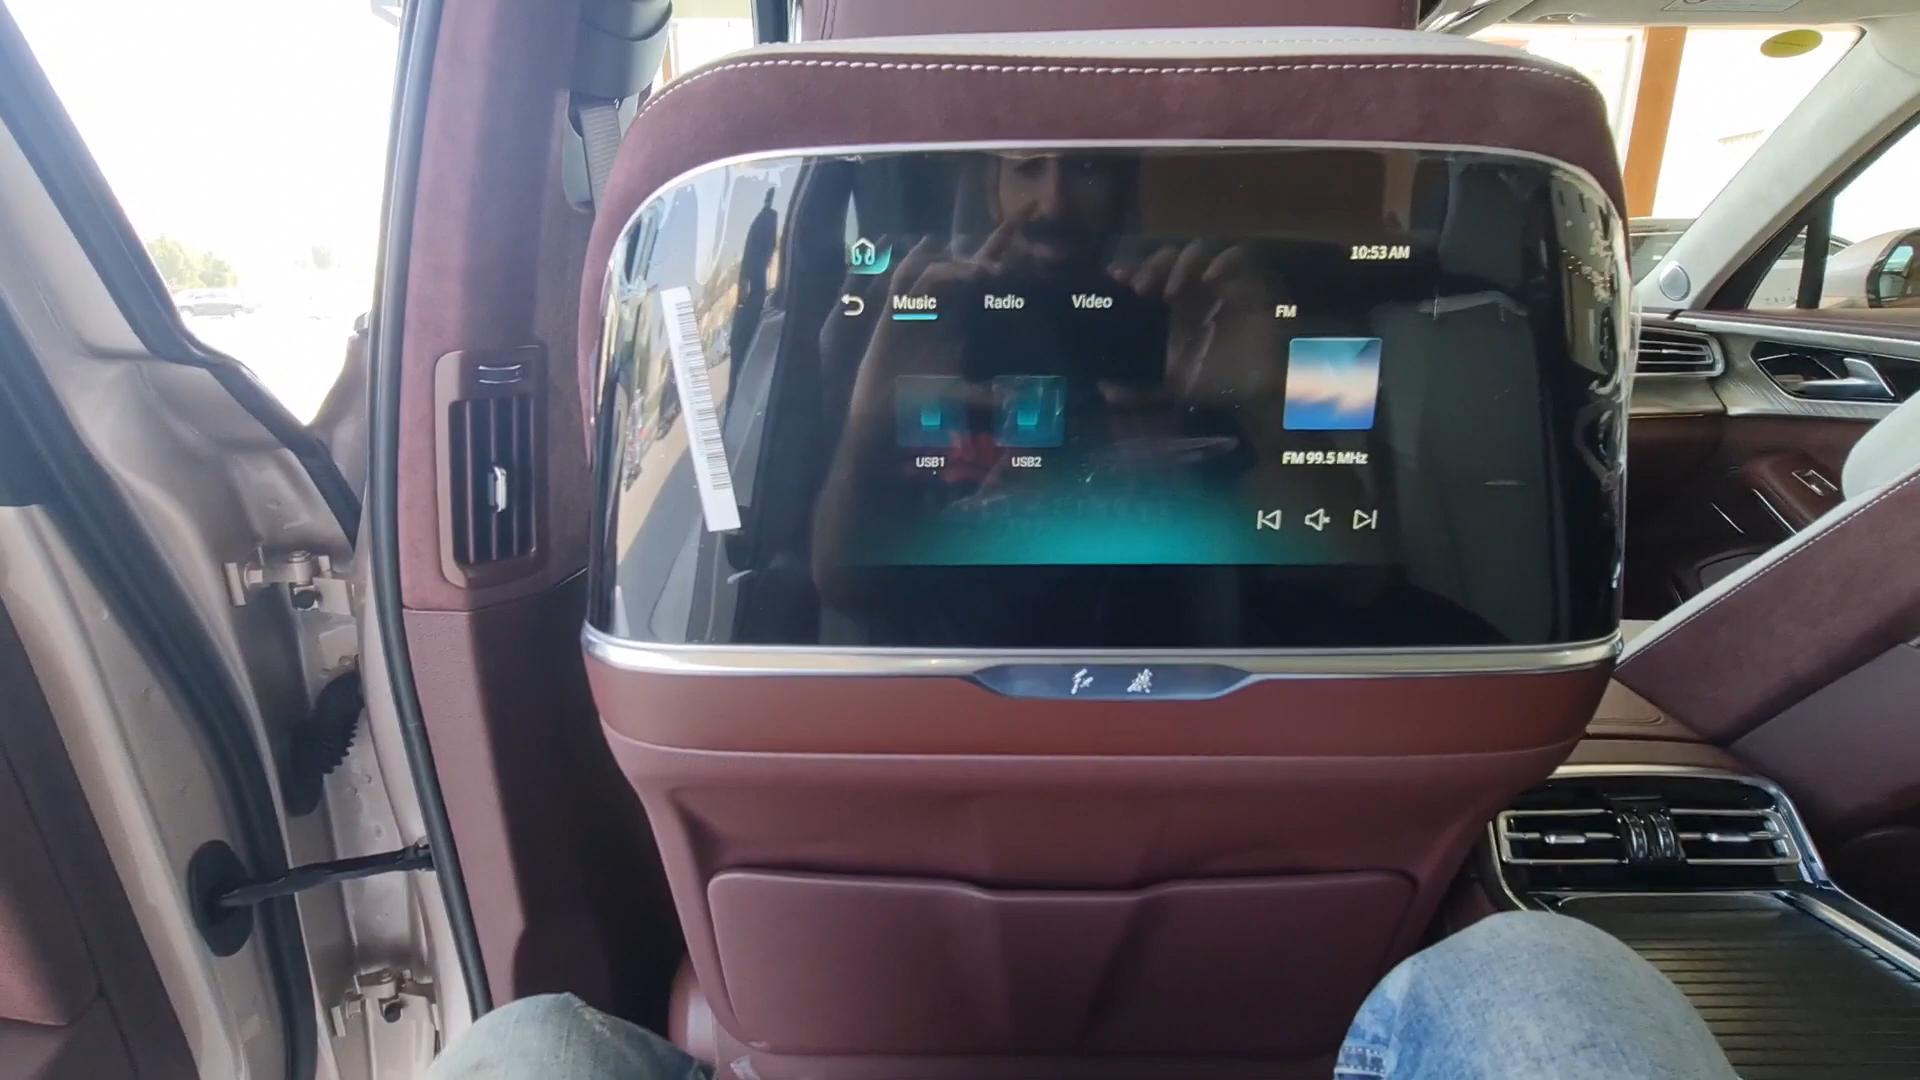 10:53 AM
Music
Radio
Video
FM
USB1
USB2
FM 99.5 MHz
红旗